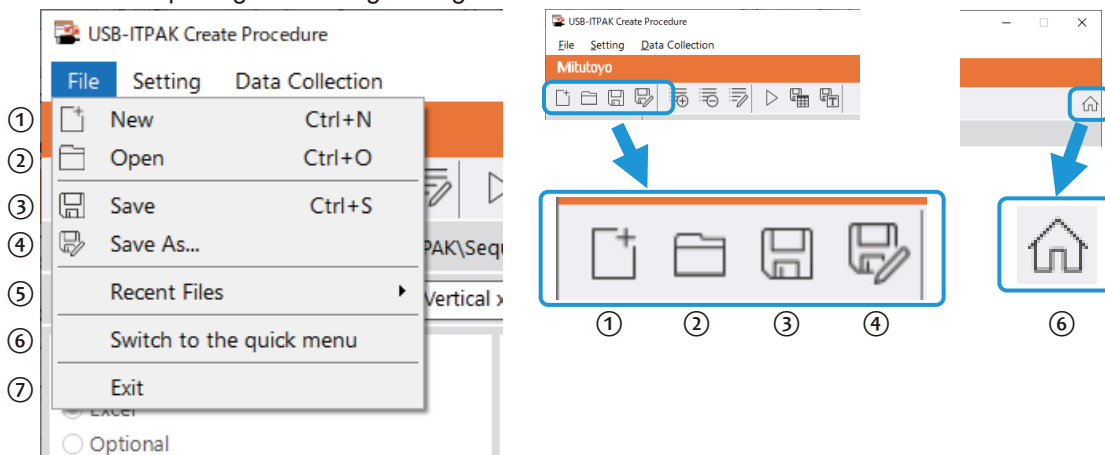 USB-ITPAK Create Procedure
File Setting Data Collection
① New Ctrl+N
② Open Ctrl+O
③ Save Ctrl+S
④ Save As...
PAK\Sequ
⑤ Recent Files
Vertical x
⑥ Switch to the quick menu
⑦ Exit
Excel
Optional
USB-ITPAK Create Procedure
File Setting Data Collection
Mitutoyo
① ② ③ ④
⑥